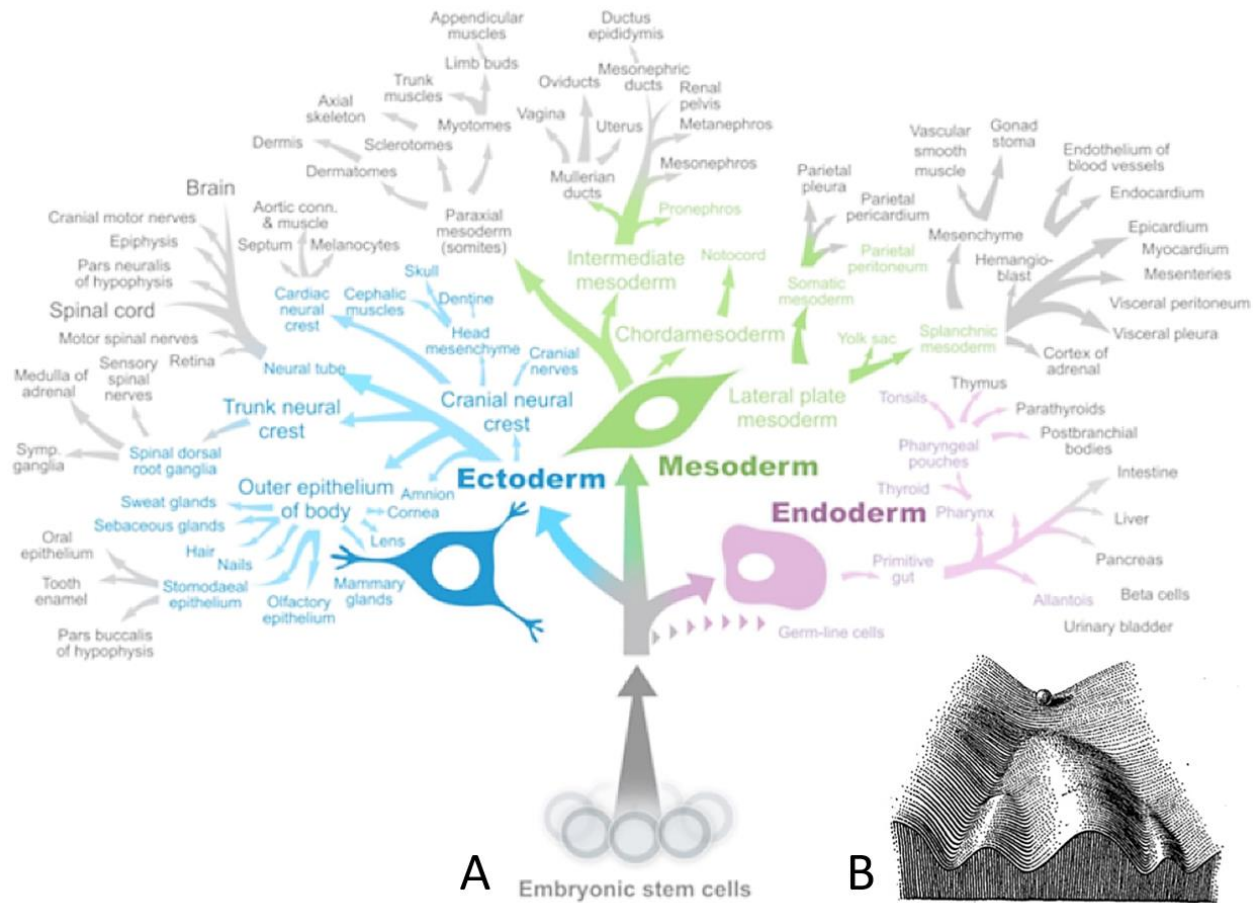 Appendicular
muscles
Limb buds
Trunk
muscles
Axial
skeleton
Myotomes
Sclerotomes
Dermis
Dermatomes
Paraxial
mesoderm
(somites)
Ductus
epididymis
Mesonephric
ducts
Oviducts
Renal
pelvis
Vagina
Uterus
Metanephros
Mullerian
ducts
Mesonephros
Pronephros
Intermediate
mesoderm
Notocord
Chordamesoderm
Parietal
pleura
Parietal
pericardium
Parietal
peritoneum
Somatic
mesoderm
Yolk sac
Splanchnic
mesoderm
Lateral plate
mesoderm
Vascular
smooth
muscle
Gonad
stoma
Endothelium of
blood vessels
Endocardium
Mesenchyme
Hemangio-
blast
Epicardium
Myocardium
Mesenteries
Visceral peritoneum
Visceral pleura
Cortex of
adrenal
Brain
Cranial motor nerves
Epiphysis
Pars neuralis
of hypophysis
Spinal cord
Motor spinal nerves
Retina
Neural tube
Aortic conn.
& muscle
Septum
Melanocytes
Cardiac
neural
crest
Cephalic
muscles
Skull
Dentine
Head
mesenchyme
Cranial
nerves
Cranial neural
crest
Sensory
spinal
nerves
Medulla of
adrenal
Symp.
ganglia
Spinal dorsal
root ganglia
Trunk neural
crest
Ectoderm
Mesoderm
Endoderm
Outer epithelium
of body
Amnion
Cornea
Lens
Sweat glands
Sebaceous glands
Hair
Nails
Mammary
glands
Olfactory
epithelium
Stomodaeal
epithelium
Oral
epithelium
Tooth
enamel
Pars buccalis
of hypophysis
Tonsils
Thymus
Parathyroids
Postbranchial
bodies
Pharyngeal
pouches
Thyroid
Pharynx
Primitive
gut
Intestine
Liver
Pancreas
Beta cells
Allantois
Urinary bladder
Germ-line cells
A
Embryonic stem cells
B